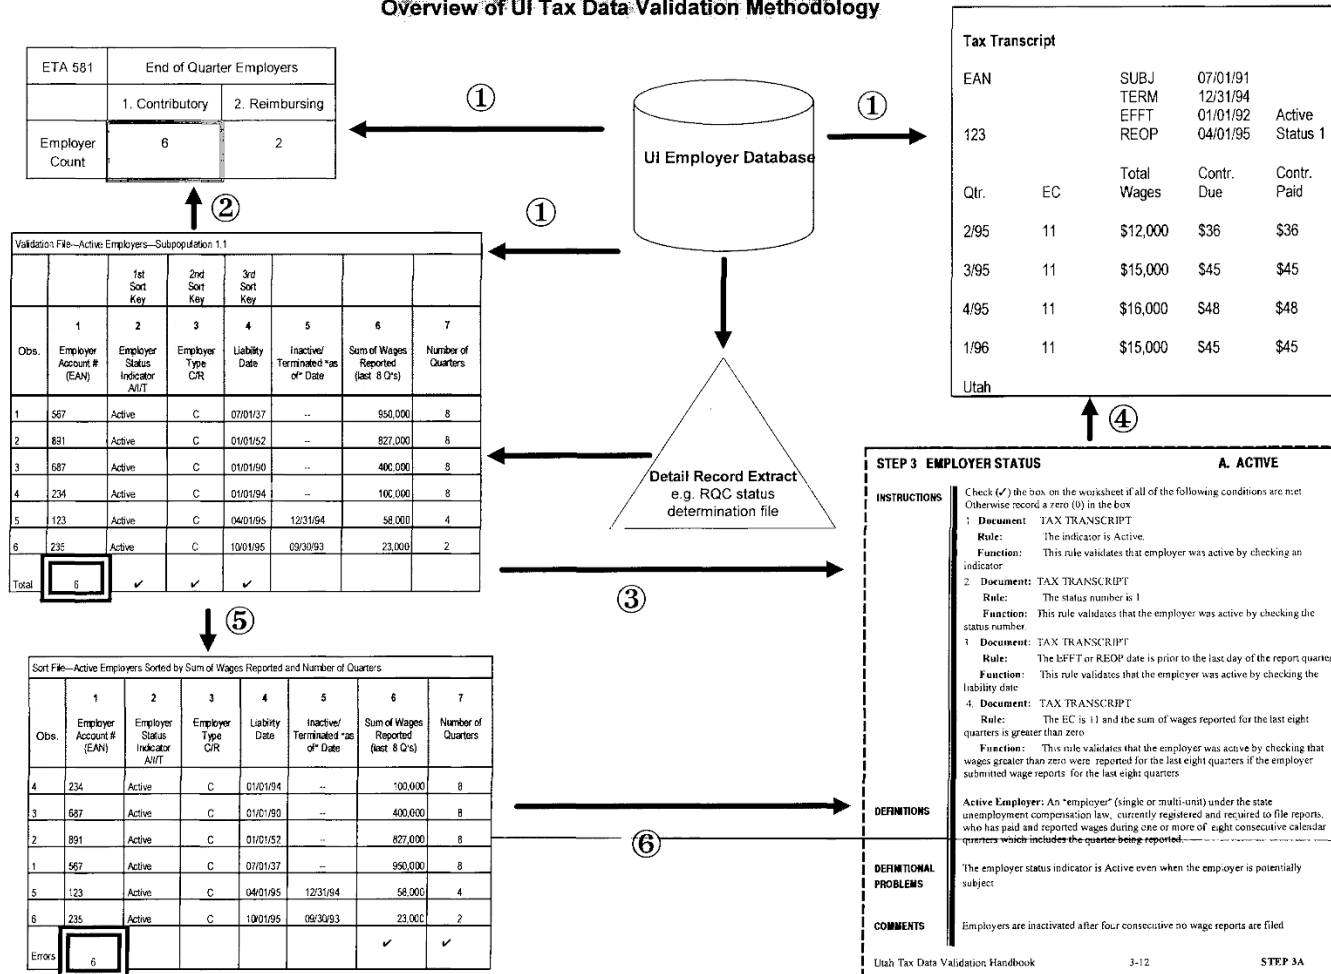 Overview of UI Tax Data Validation Methodology
ETA 581 End of Quarter Employers
1. Contributory 2. Reimbursing
Employer Count 6 2
①
②
①
UI Employer Database
①
Tax Transcript
EAN SUBJ 07/01/91
TERM 12/31/94
EFFT 01/01/92 Active
123 REOP 04/01/95 Status 1
Total Contr. Contr.
Qtr. EC Wages Due Paid
2/95 11 $12,000 $36 $36
3/95 11 $15,000 $45 $45
4/95 11 $16,000 $48 $48
1/96 11 $15,000 $45 $45
Utah
Validation File—Active Employers—Subpopulation 1.1
1st Sort Key 2nd Sort Key 3rd Sort Key
1 2 3 4 5 6 7
Obs. Employer Account # (EAN) Employer Status Indicator A/I/T Employer Type C/R Liability Date Inactive/ Terminated "as of" Date Sum of Wages Reported (last 8 Q's) Number of Quarters
1 567 Active C 07/01/37 -- 950,000 8
2 891 Active C 01/01/52 -- 827,000 8
3 687 Active C 01/01/90 -- 400,000 8
4 234 Active C 01/01/94 -- 100,000 8
5 123 Active C 04/01/95 12/31/94 58,000 4
6 235 Active C 10/01/95 09/30/93 23,000 2
Total 6 ✓ ✓ ✓
Detail Record Extract
e.g. RQC status
determination file
③
④
⑤
STEP 3 EMPLOYER STATUS A. ACTIVE
INSTRUCTIONS Check (✓) the box on the worksheet if all of the following conditions are met
Otherwise record a zero (0) in the box
1 Document TAX TRANSCRIPT
Rule: The indicator is Active.
Function: This rule validates that employer was active by checking an
indicator
2 Document: TAX TRANSCRIPT
Rule: The status number is 1
Function: This rule validates that the employer was active by checking the
status number.
3 Document: TAX TRANSCRIPT
Rule: The EFFT or REOP date is prior to the last day of the report quarter
Function: This rule validates that the employer was active by checking the
liability date
4. Document: TAX TRANSCRIPT
Rule: The EC is 11 and the sum of wages reported for the last eight
quarters is greater than zero
Function: This rule validates that the employer was active by checking that
wages greater than zero were reported for the last eight quarters if the employer
submitted wage reports for the last eight quarters
DEFINITIONS Active Employer: An "employer" (single or multi-unit) under the state
unemployment compensation law, currently registered and required to file reports,
who has paid and reported wages during one or more of eight consecutive calendar
quarters which includes the quarter being reported.
DEFINITIONAL PROBLEMS The employer status indicator is Active even when the employer is potentially
subject
COMMENTS Employers are inactivated after four consecutive no wage reports are filed
Utah Tax Data Validation Handbook 3-12 STEP 3A
Sort File—Active Employers Sorted by Sum of Wages Reported and Number of Quarters
1 2 3 4 5 6 7
Obs. Employer Account # (EAN) Employer Status Indicator A/I/T Employer Type C/R Liability Date Inactive/ Terminated "as of" Date Sum of Wages Reported (last 8 Q's) Number of Quarters
4 234 Active C 01/01/94 -- 100,000 8
3 687 Active C 01/01/90 -- 400,000 8
2 891 Active C 01/01/52 -- 827,000 8
1 567 Active C 07/01/37 -- 950,000 8
5 123 Active C 04/01/95 12/31/94 58,000 4
6 235 Active C 10/01/95 09/30/93 23,000 2
Errors 6 ✓ ✓
⑥